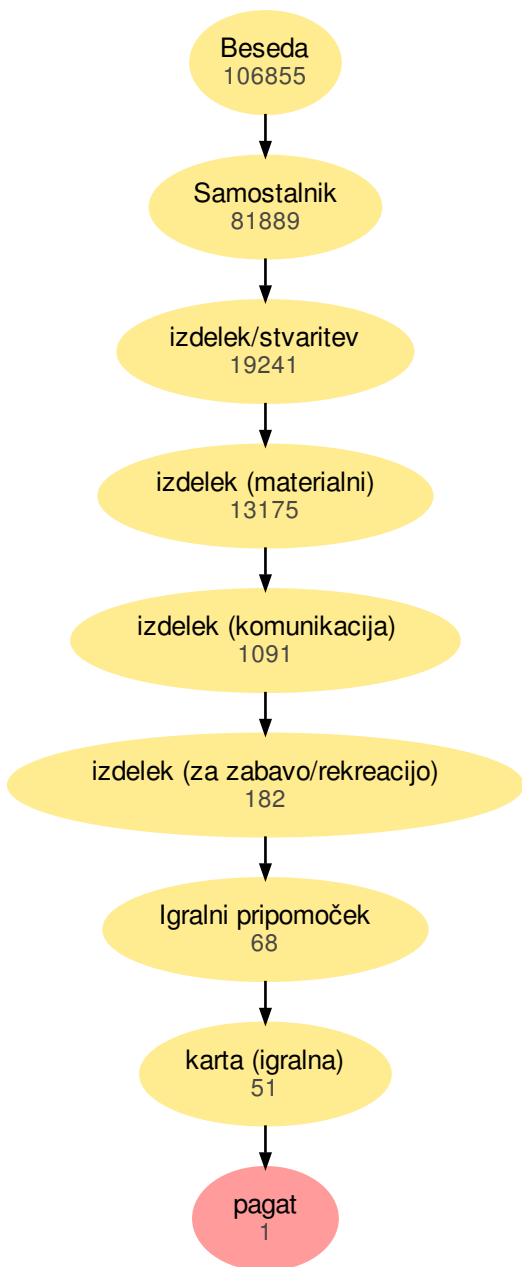 Beseda
106855
Samostalnik
81889
izdelek/stvaritev
19241
izdelek (materialni)
13175
izdelek (komunikacija)
1091
izdelek (za zabavo/rekreacijo)
182
Igralni pripomoček
68
karta (igralna)
51
pagat
1